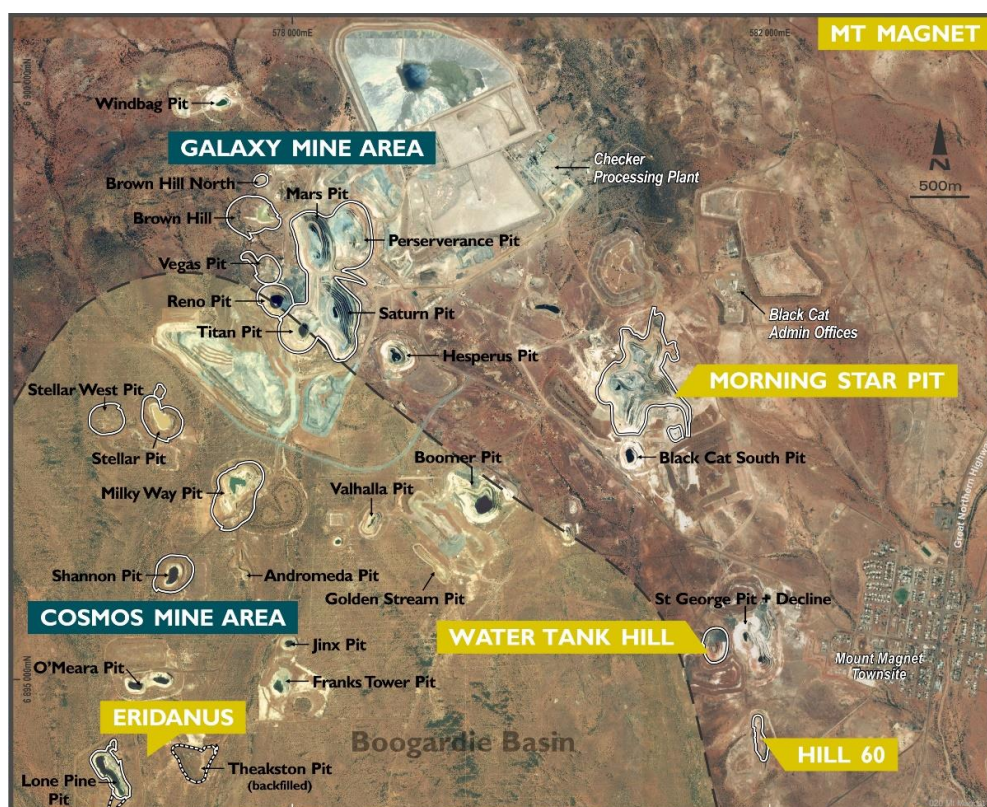 MT MAGNET
578 000mE
582 000mE
Windbag Pit
GALAXY MINE AREA
Checker
Processing Plant
N
500m
Brown Hill North
Mars Pit
Brown Hill
Perserverance Pit
Vegas Pit
Reno Pit
Saturn Pit
Titan Pit
Black Cat
Admin Offices
Hesperus Pit
Stellar West Pit
MORNING STAR PIT
Stellar Pit
Boomer Pit
Black Cat South Pit
Milky Way Pit
Valhalla Pit
Great Northern Highway
Shannon Pit
Andromeda Pit
Golden Stream Pit
St George Pit + Decline
COSMOS MINE AREA
WATER TANK HILL
Jinx Pit
O'Meara Pit
Franks Tower Pit
Mount Magnet
Townsite
6 895 000mN
ERIDANUS
Boogardie Basin
HILL 60
Lone Pine
Pit
Theakston Pit
(backfilled)